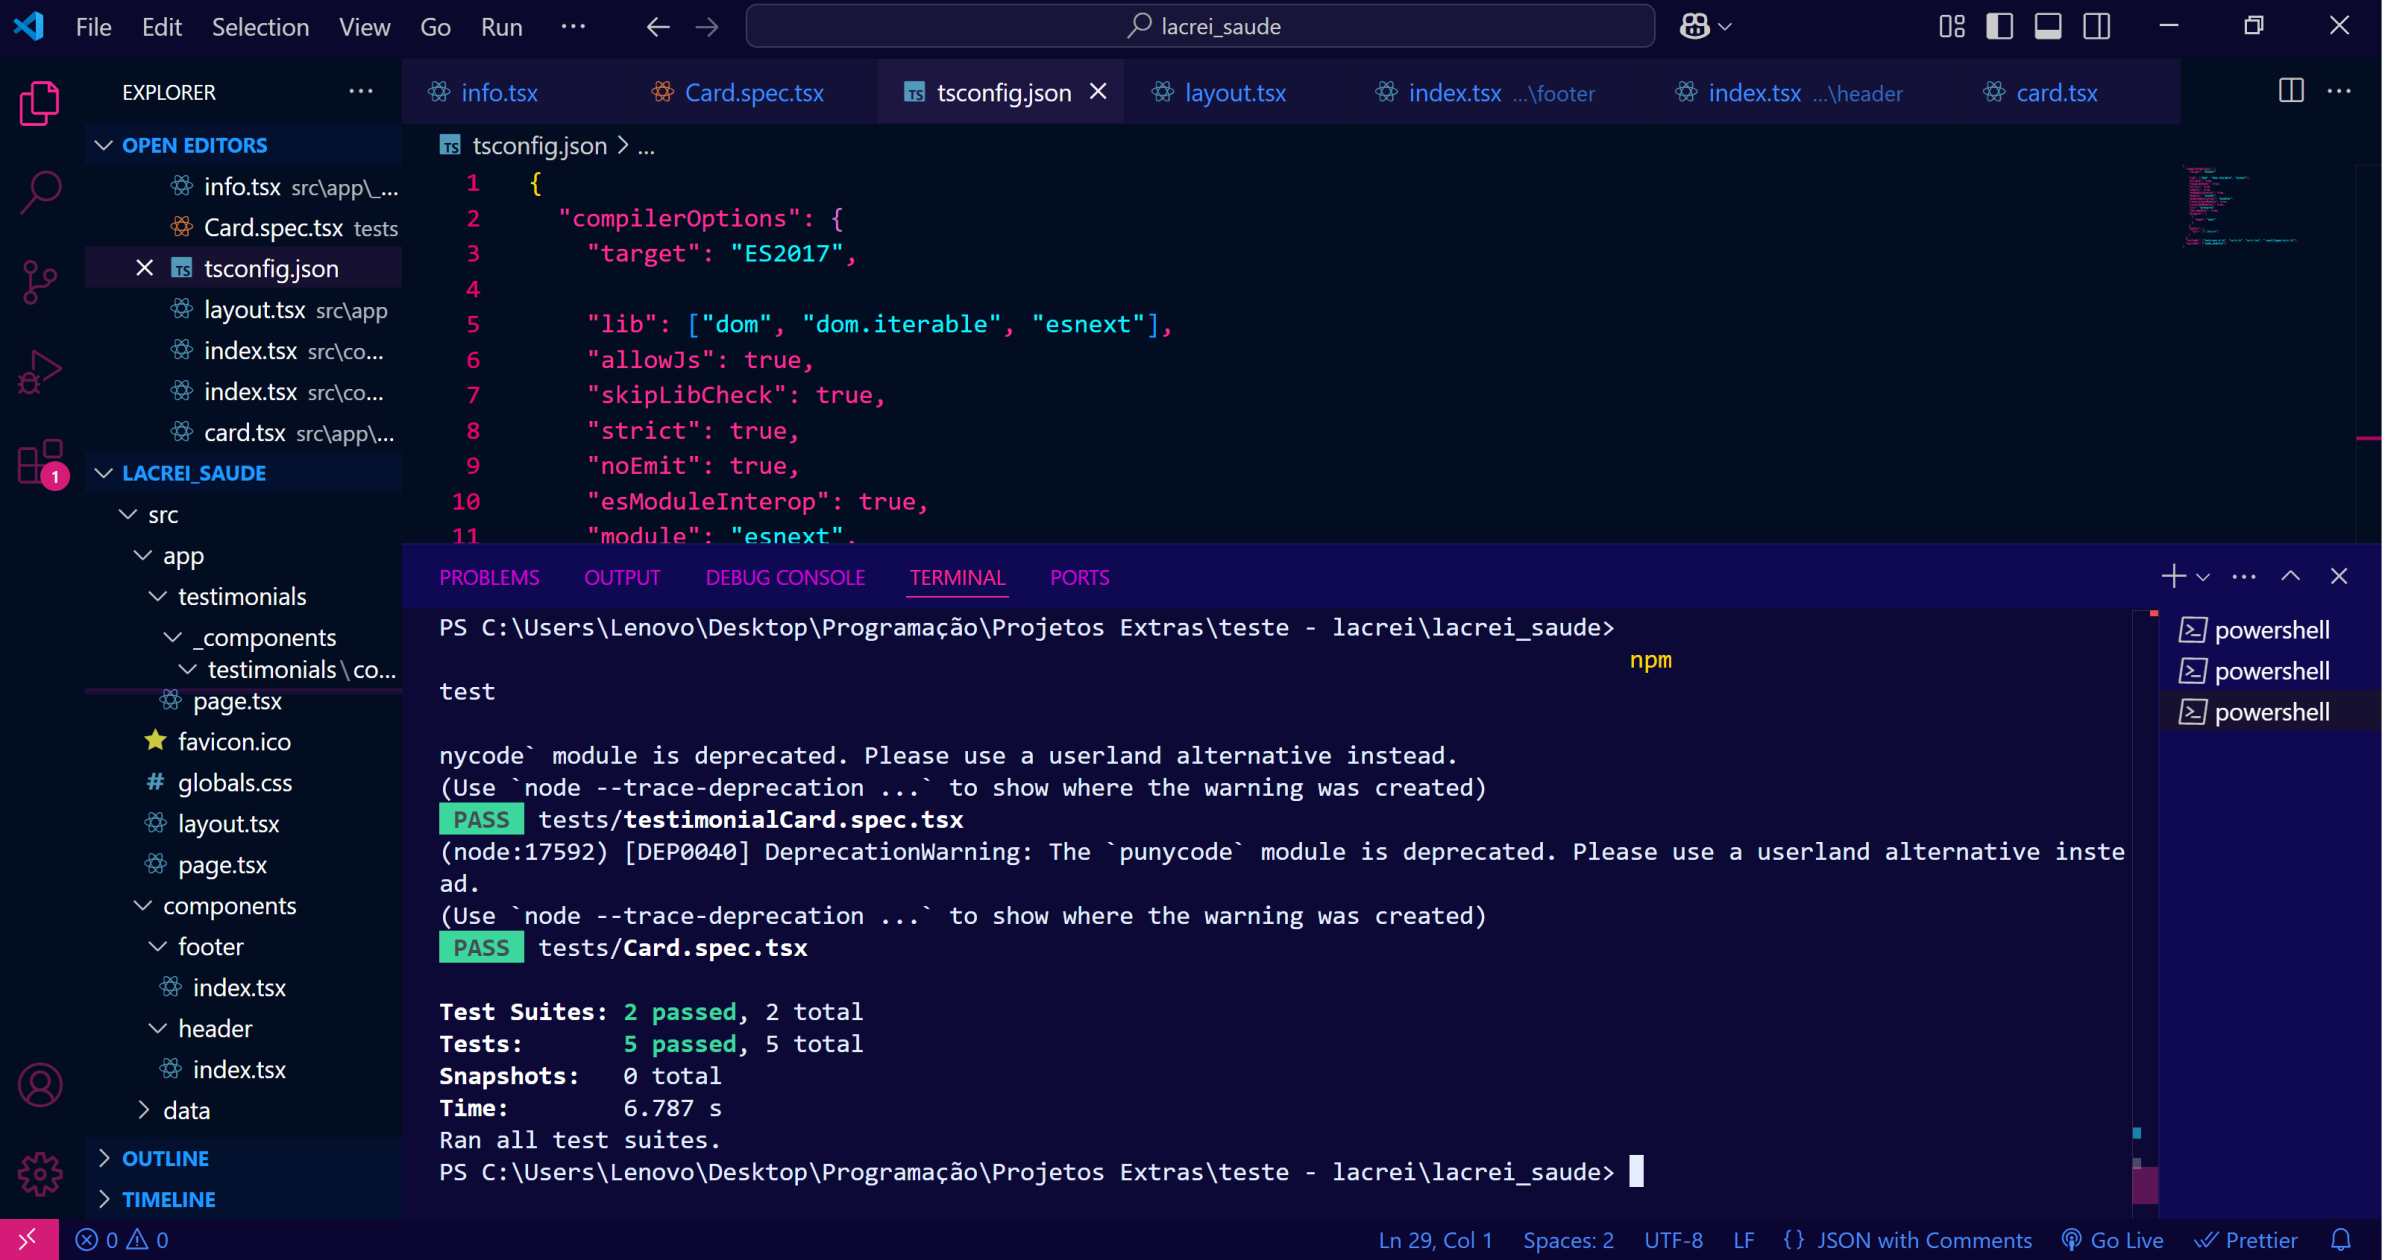 File Edit Selection View Go Run ... lacrei_saude
EXPLORER ...
info.tsx Card.spec.tsx tsconfig.json layout.tsx index.tsx ...\footer index.tsx ...\header card.tsx ...
OPEN EDITORS
info.tsx src\app\_...
Card.spec.tsx tests
tsconfig.json
layout.tsx src\app
index.tsx src\co...
index.tsx src\co...
card.tsx src\app\...
1
LACREI_SAUDE
src
app
testimonials
_components
testimonials\co...
page.tsx
favicon.ico
# globals.css
layout.tsx
page.tsx
components
footer
index.tsx
header
index.tsx
data
OUTLINE
TIMELINE
TS tsconfig.json > ...
1 {
2 "compilerOptions": {
3 "target": "ES2017",
4
5 "lib": ["dom", "dom.iterable", "esnext"],
6 "allowJs": true,
7 "skipLibCheck": true,
8 "strict": true,
9 "noEmit": true,
10 "esModuleInterop": true,
11 "module": "esnext",
PROBLEMS OUTPUT DEBUG CONSOLE TERMINAL PORTS
PS C:\Users\Lenovo\Desktop\Programação\Projetos Extras\teste - lacrei\lacrei_saude>
npm
test
nycode` module is deprecated. Please use a userland alternative instead.
(Use `node --trace-deprecation ...` to show where the warning was created)
PASS tests/testimonialCard.spec.tsx
(node:17592) [DEP0040] DeprecationWarning: The `punycode` module is deprecated. Please use a userland alternative inste
ad.
(Use `node --trace-deprecation ...` to show where the warning was created)
PASS tests/Card.spec.tsx
Test Suites: 2 passed, 2 total
Tests: 5 passed, 5 total
Snapshots: 0 total
Time: 6.787 s
Ran all test suites.
PS C:\Users\Lenovo\Desktop\Programação\Projetos Extras\teste - lacrei\lacrei_saude>
powershell
powershell
powershell
0 0 Ln 29, Col 1 Spaces: 2 UTF-8 LF {} JSON with Comments Go Live Prettier